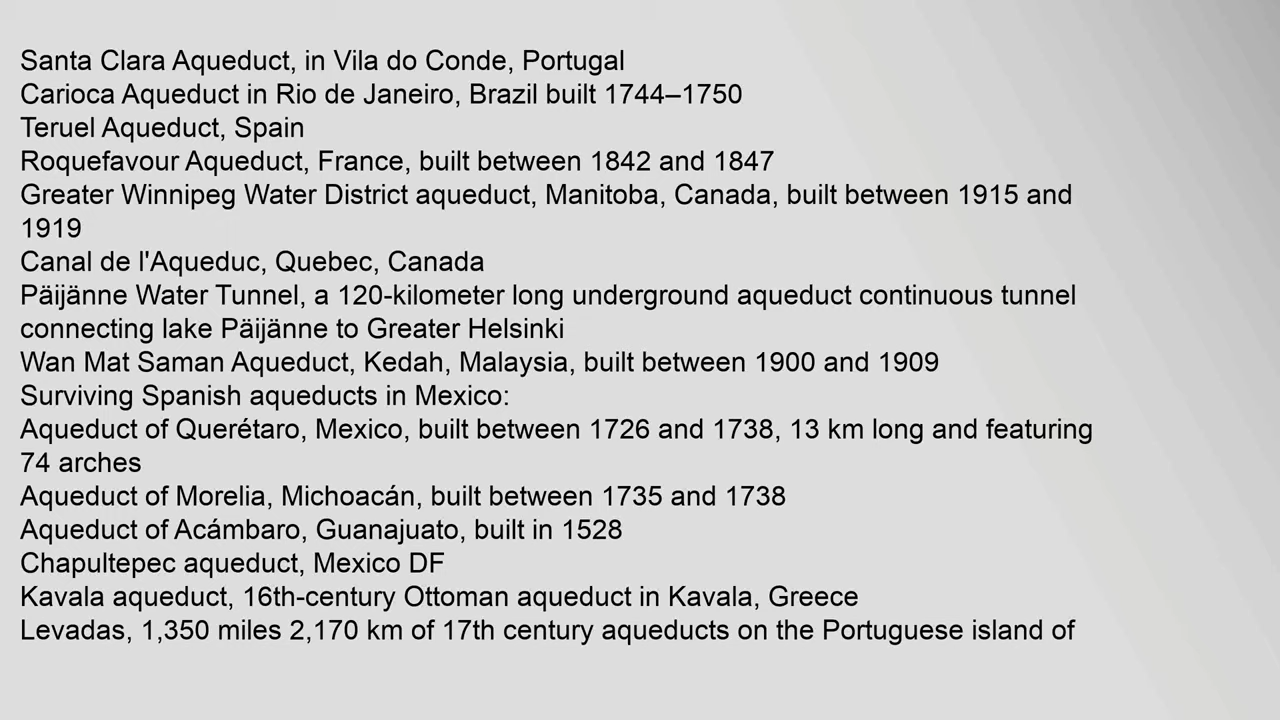 Santa Clara Aqueduct, in Vila do Conde, Portugal
Carioca Aqueduct in Rio de Janeiro, Brazil built 1744–1750
Teruel Aqueduct, Spain
Roquefavour Aqueduct, France, built between 1842 and 1847
Greater Winnipeg Water District aqueduct, Manitoba, Canada, built between 1915 and
1919
Canal de l'Aqueduc, Quebec, Canada
Päijänne Water Tunnel, a 120-kilometer long underground aqueduct continuous tunnel
connecting lake Päijänne to Greater Helsinki
Wan Mat Saman Aqueduct, Kedah, Malaysia, built between 1900 and 1909
Surviving Spanish aqueducts in Mexico:
Aqueduct of Querétaro, Mexico, built between 1726 and 1738, 13 km long and featuring
74 arches
Aqueduct of Morelia, Michoacán, built between 1735 and 1738
Aqueduct of Acámbaro, Guanajuato, built in 1528
Chapultepec aqueduct, Mexico DF
Kavala aqueduct, 16th-century Ottoman aqueduct in Kavala, Greece
Levadas, 1,350 miles 2,170 km of 17th century aqueducts on the Portuguese island of